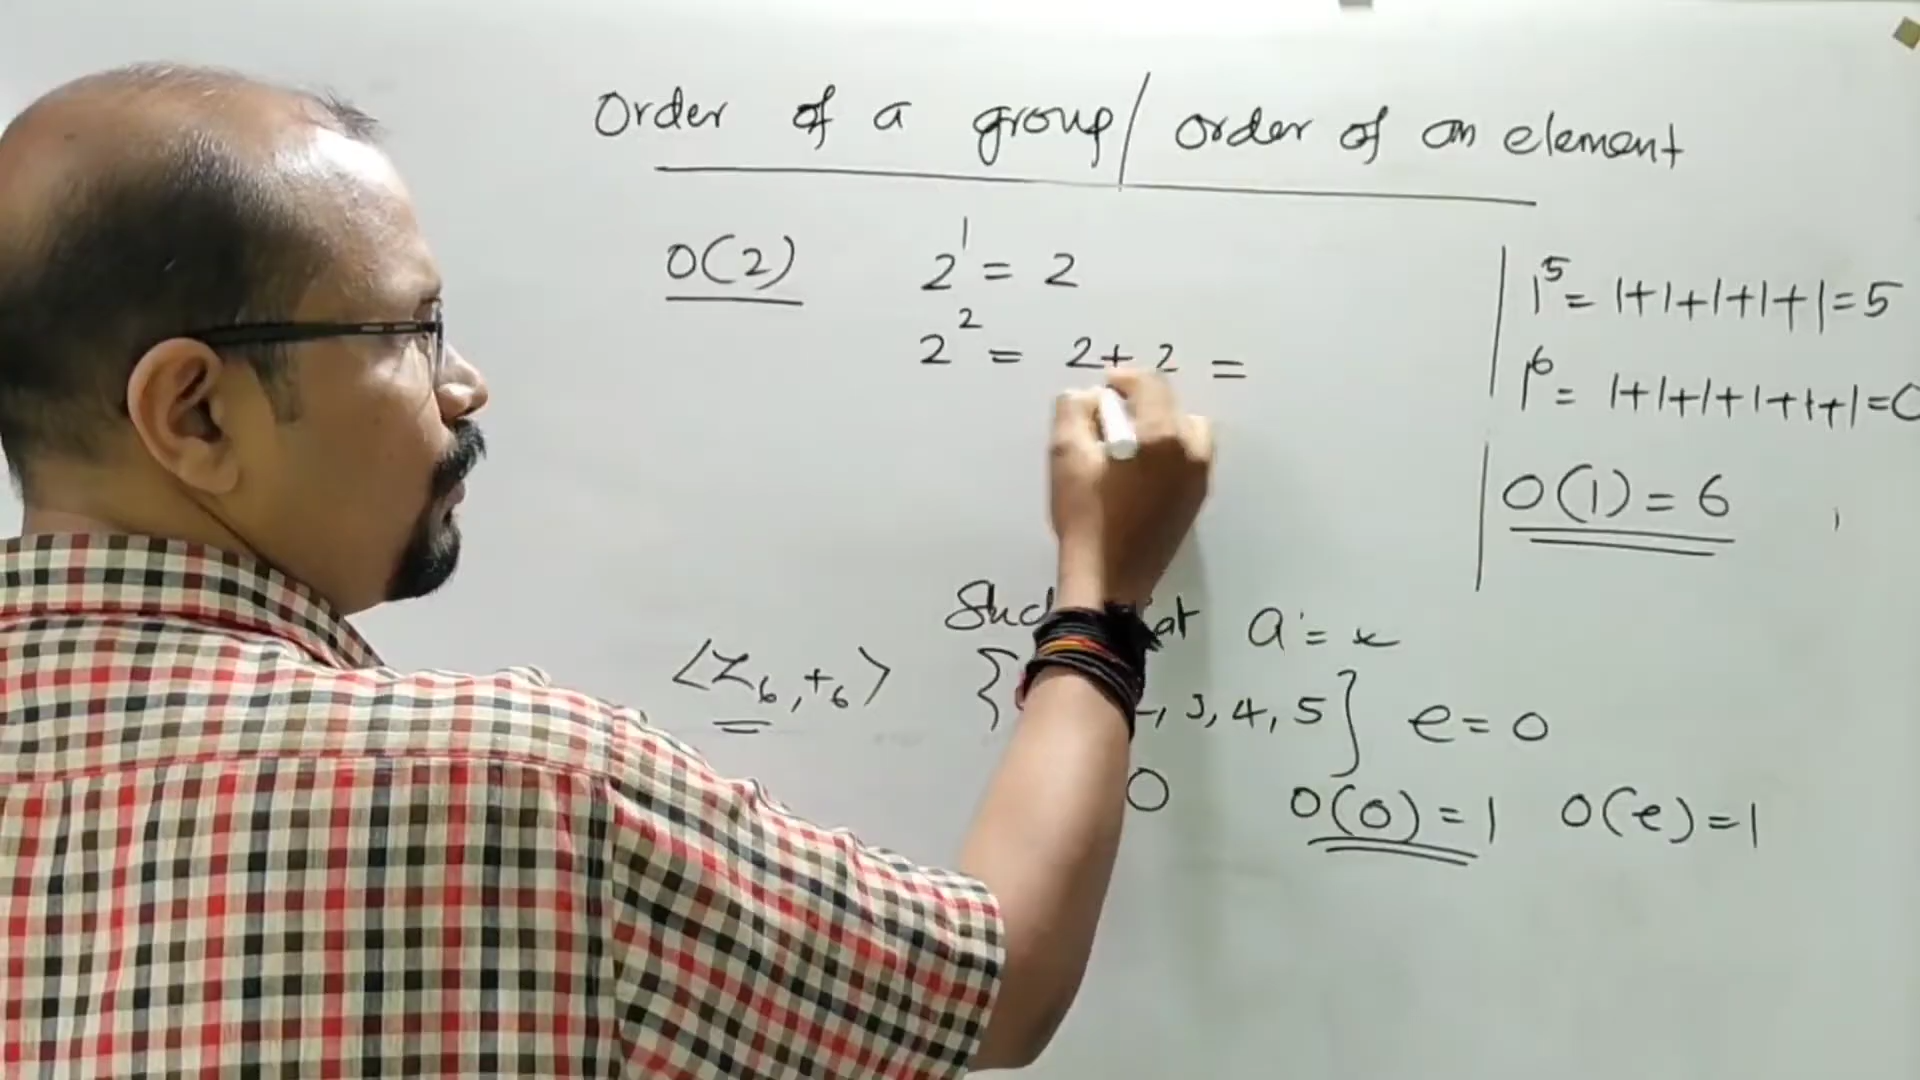 Order of a group/ order of an element
O(2) 2¹ = 2
2² = 2+2 =
1⁵ = 1+1+1+1+1=5
1⁶ = 1+1+1+1+1+1=0
O(1) = 6
at a = x
<Z₆,+₆> { , 3, 4, 5} e = 0
0 O(0) = 1 O(e) = 1